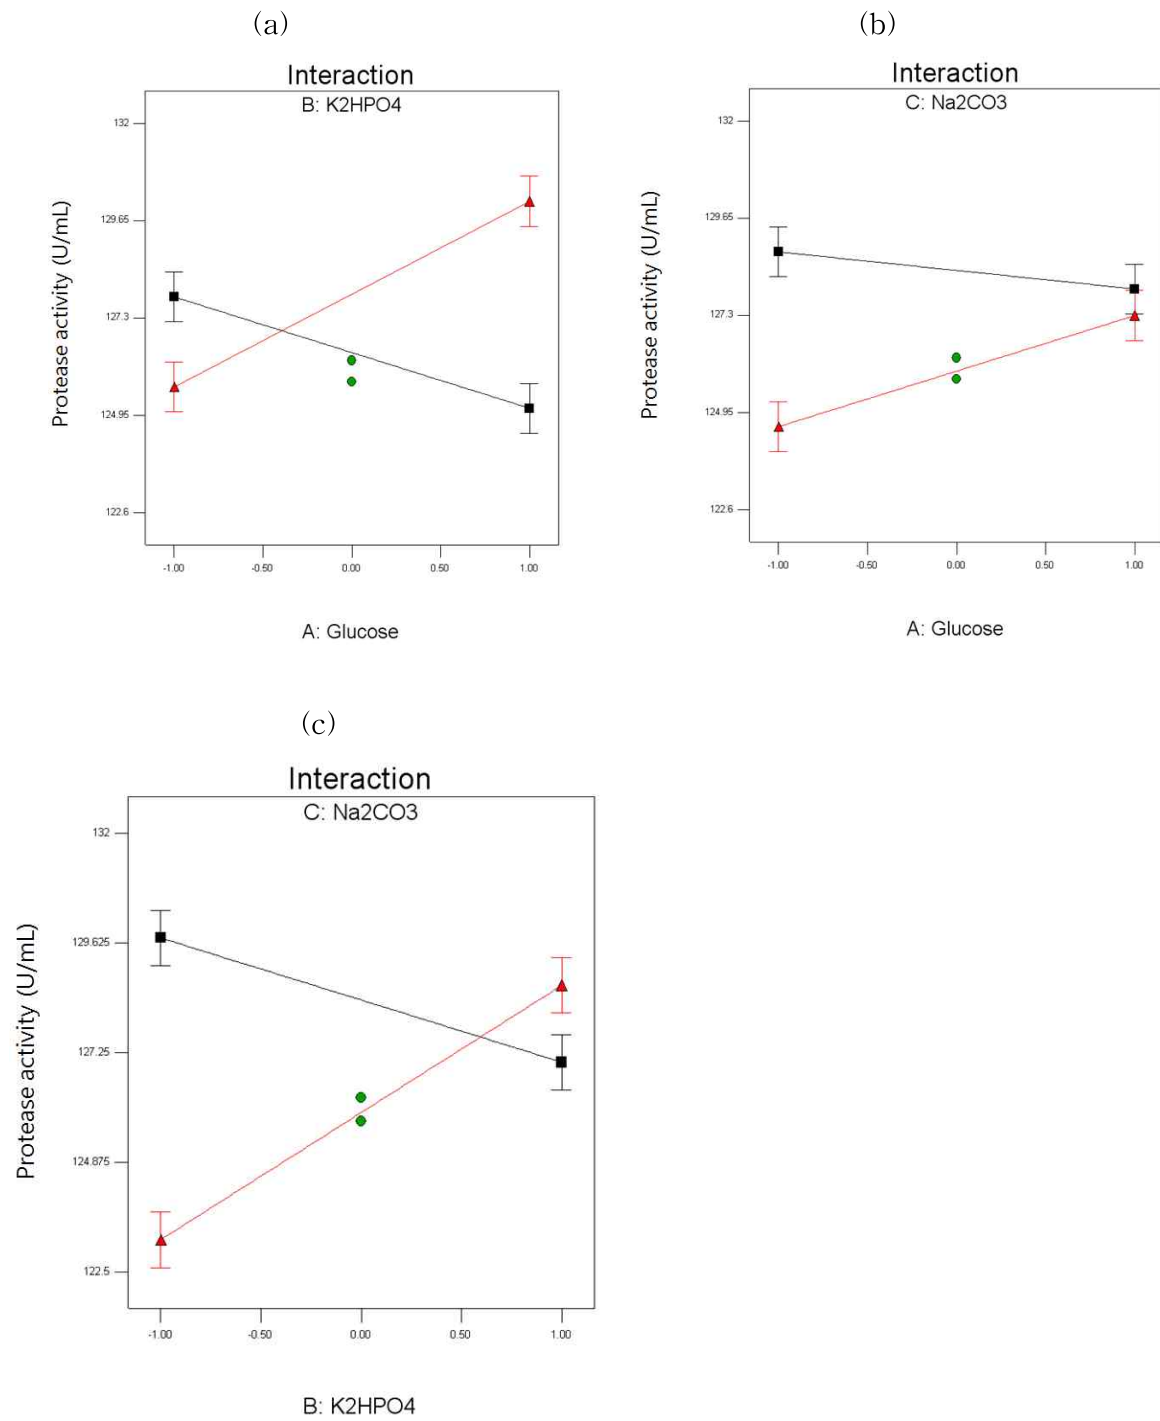 (a)
Interaction
B: K2HPO4
Protease activity (U/mL)
132
129.65
127.3
124.95
122.6
-1.00
-0.50
0.00
0.50
1.00
A: Glucose
(b)
Interaction
C: Na2CO3
Protease activity (U/mL)
132
129.65
127.3
124.95
122.6
-1.00
-0.50
0.00
0.50
1.00
A: Glucose
(c)
Interaction
C: Na2CO3
Protease activity (U/mL)
132
129.625
127.25
124.875
122.5
-1.00
-0.50
0.00
0.50
1.00
B: K2HPO4